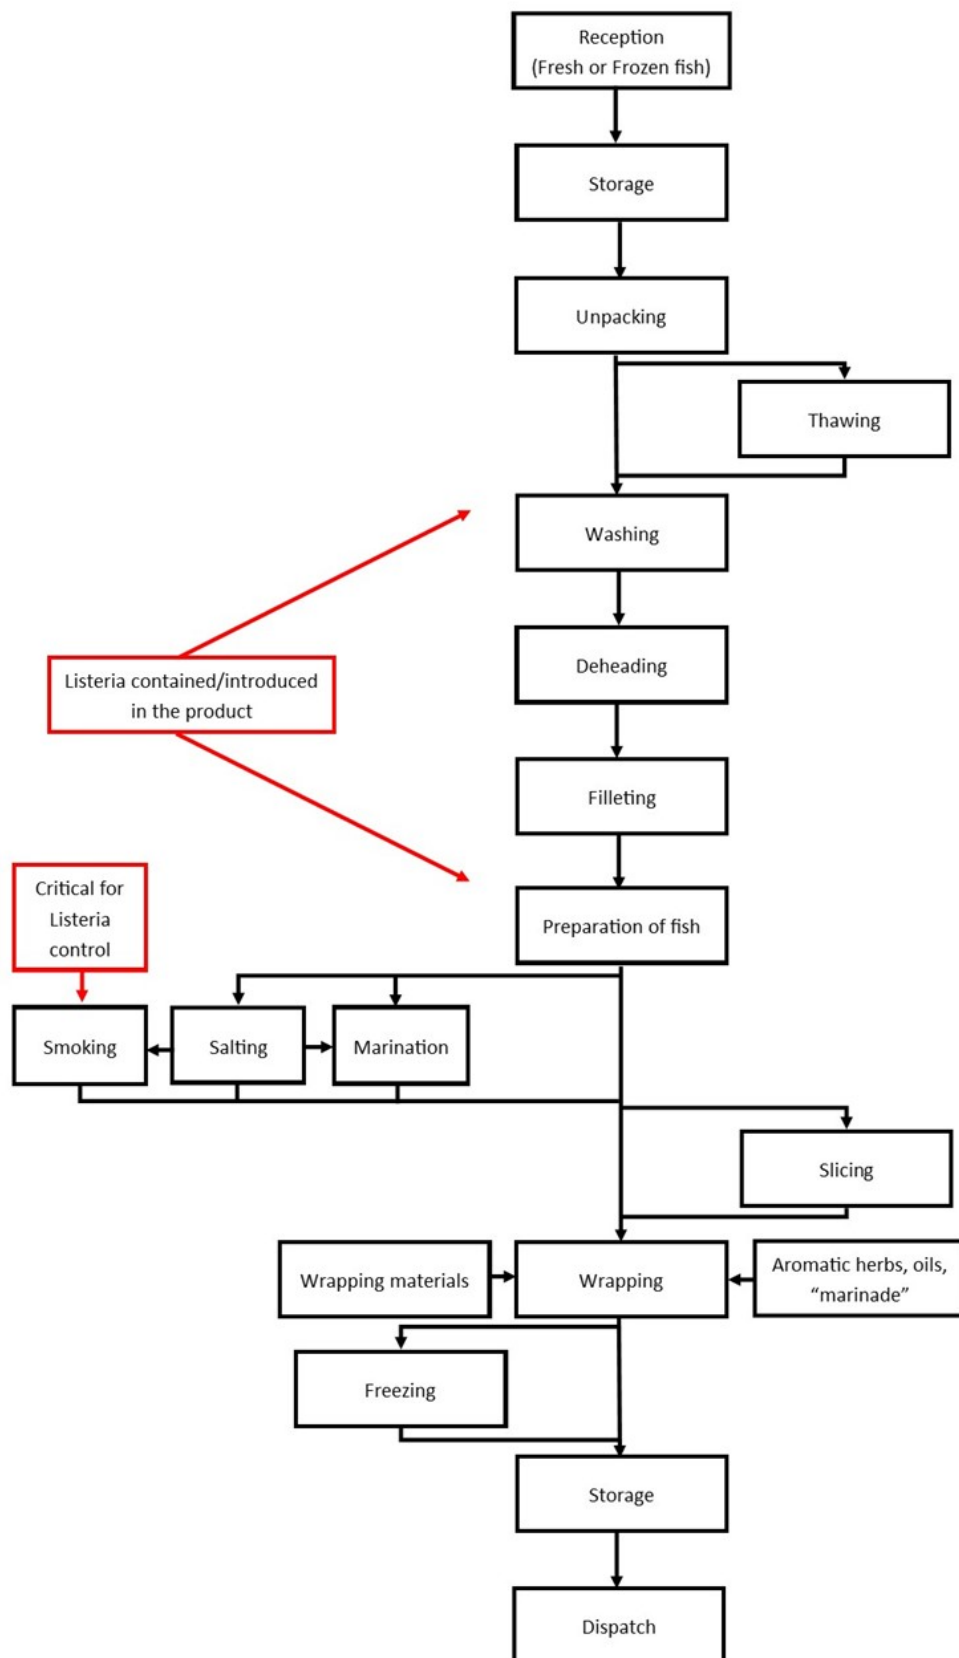 Reception
(Fresh or Frozen fish)
Storage
Unpacking
Thawing
Washing
Deheading
Listeria contained/introduced
in the product
Filleting
Critical for
Listeria
control
Preparation of fish
Smoking
Salting
Marination
Slicing
Wrapping materials
Wrapping
Aromatic herbs, oils,
“marinade”
Freezing
Storage
Dispatch